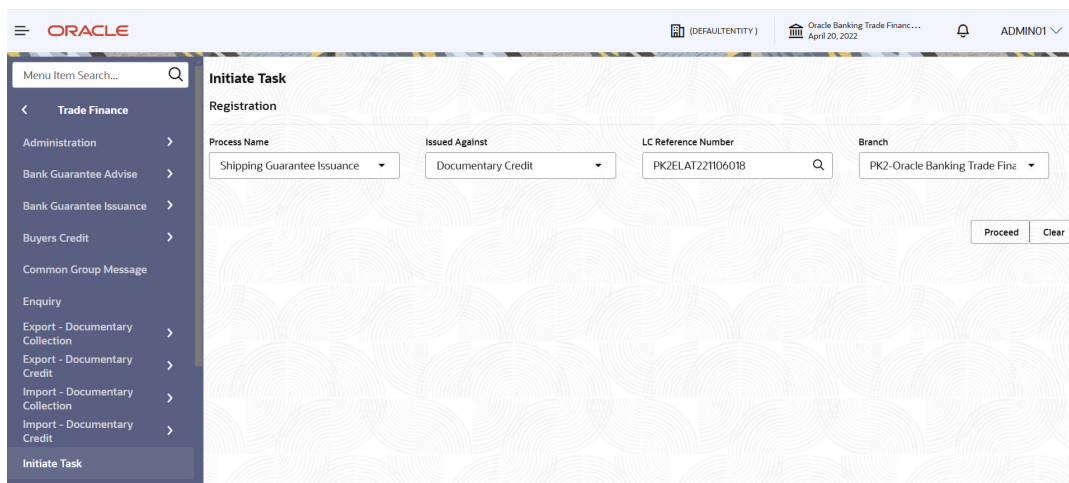 ORACLE
(DEFAULTENTITY)
Oracle Banking Trade Financ...
April 20, 2022
ADMIN01
Menu Item Search...
Trade Finance
Administration
Bank Guarantee Advise
Bank Guarantee Issuance
Buyers Credit
Common Group Message
Enquiry
Export - Documentary
Collection
Export - Documentary
Credit
Import - Documentary
Collection
Import - Documentary
Credit
Initiate Task
Initiate Task
Registration
Process Name
Issued Against
LC Reference Number
Branch
Shipping Guarantee Issuance
Documentary Credit
PK2ELAT221106018
PK2-Oracle Banking Trade Fina
Proceed
Clear